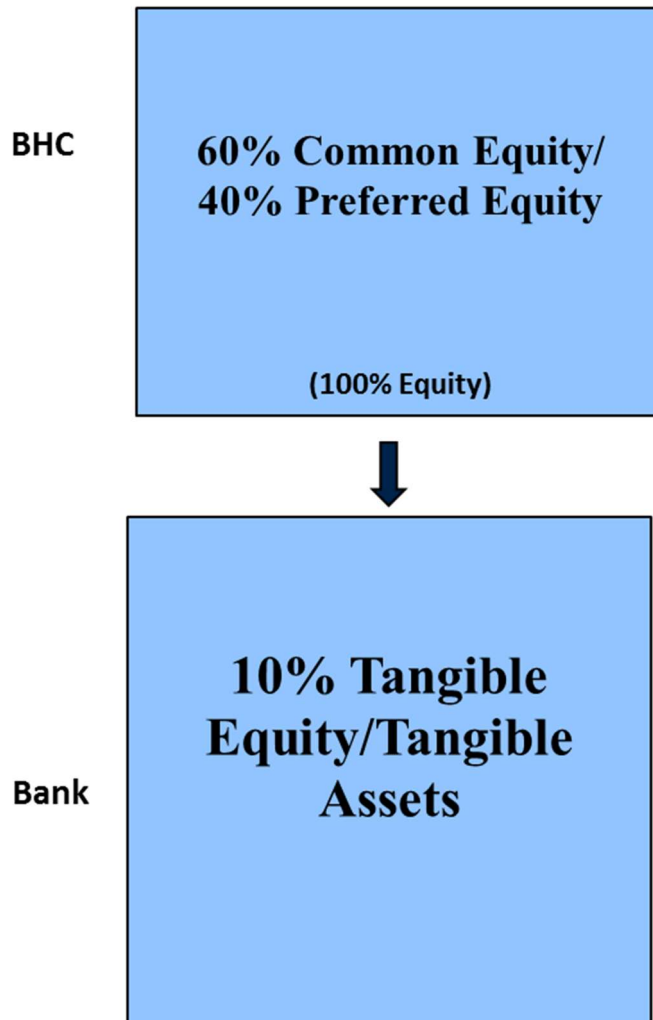 BHC
60% Common Equity/
40% Preferred Equity
(100% Equity)
10% Tangible
Equity/Tangible
Assets
Bank